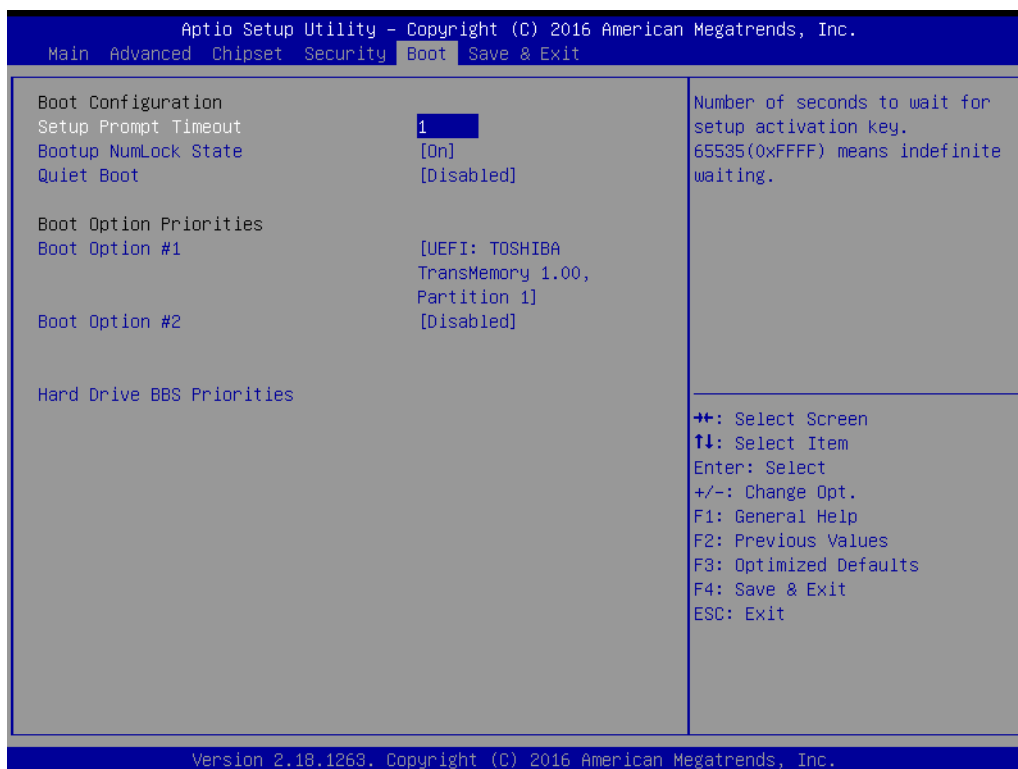 Aptio Setup Utility – Copyright (C) 2016 American Megatrends, Inc.
Main Advanced Chipset Security Boot Save & Exit
Boot Configuration
Setup Prompt Timeout 1
Bootup NumLock State [On]
Quiet Boot [Disabled]
Boot Option Priorities
Boot Option #1 [UEFI: TOSHIBA
TransMemory 1.00,
Partition 1]
Boot Option #2 [Disabled]
Hard Drive BBS Priorities
Number of seconds to wait for
setup activation key.
65535(0xFFFF) means indefinite
waiting.
→←: Select Screen
↑↓: Select Item
Enter: Select
+/-: Change Opt.
F1: General Help
F2: Previous Values
F3: Optimized Defaults
F4: Save & Exit
ESC: Exit
Version 2.18.1263. Copyright (C) 2016 American Megatrends, Inc.